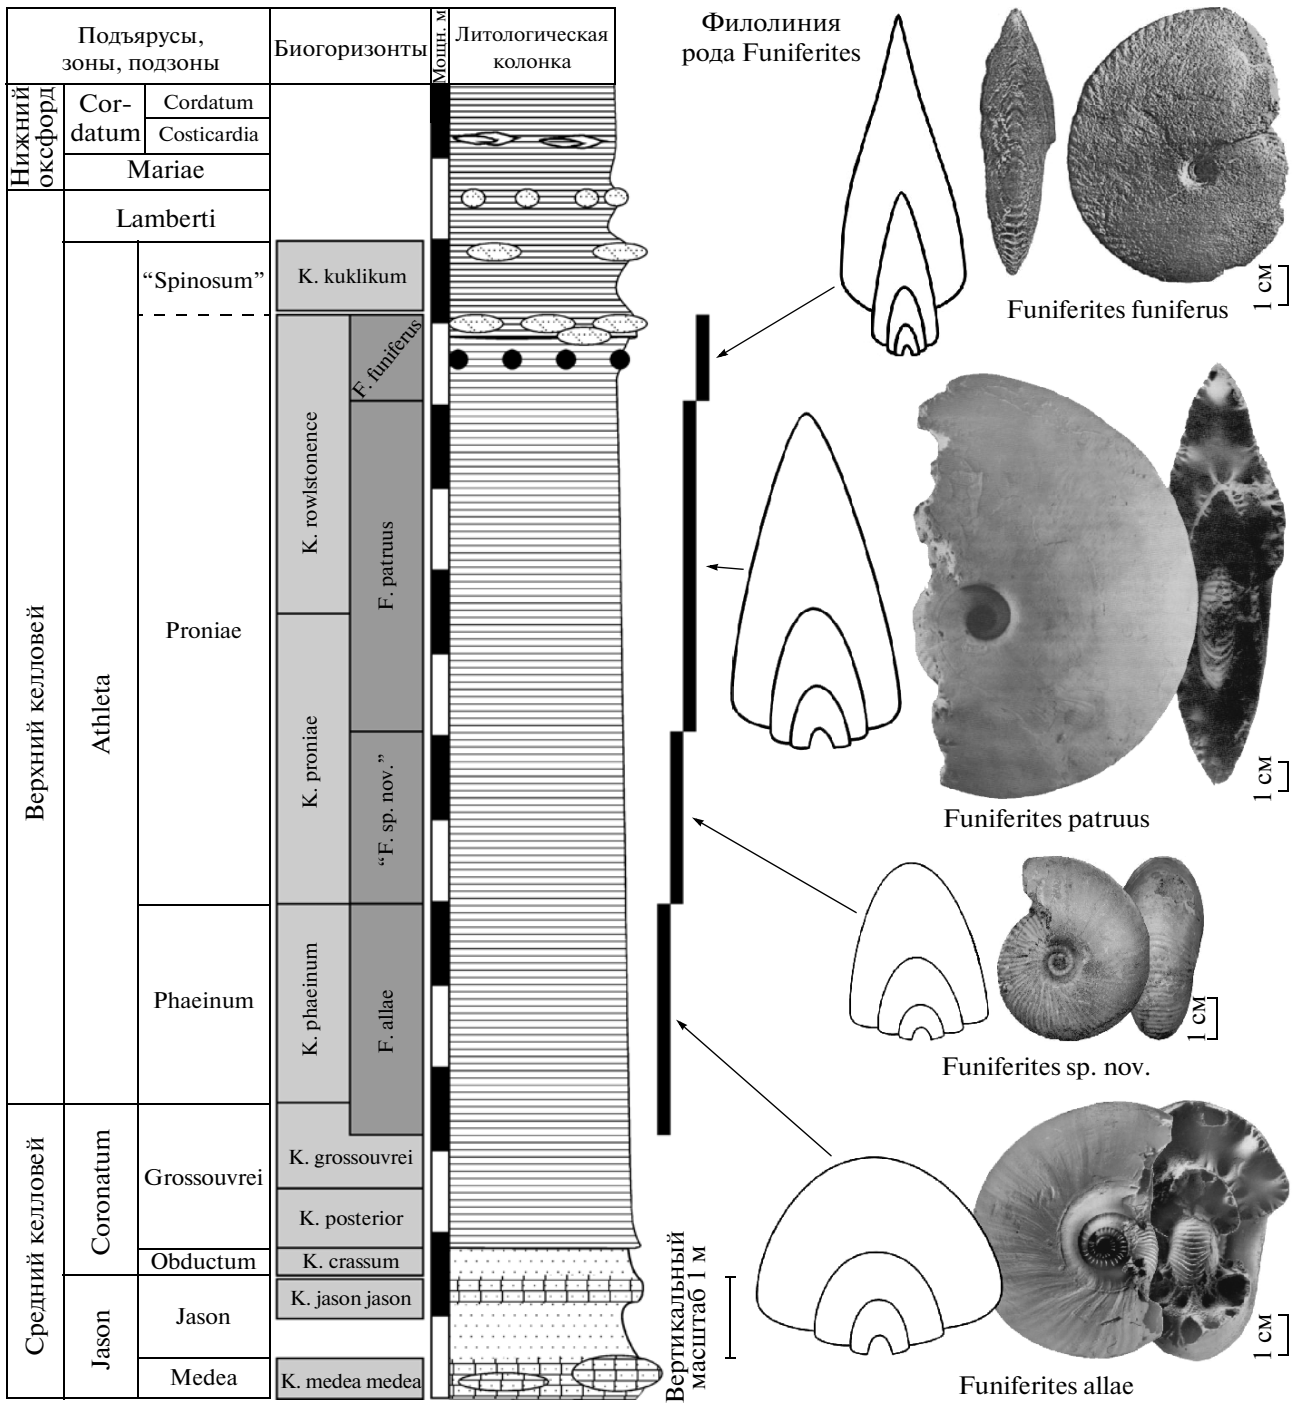 Подъярусы,
зоны, подзоны
Биогоризонты
Мощн. м
Литологическая
колонка
Филолиния
рода Funiferites
Нижний
оксфорд
Cor-
datum
Cordatum
Costicardia
Mariae
Lamberti
Верхний келловей
Athleta
“Spinosum”
K. kuklikum
Proniae
K. rowlstonence
F. funiferus
F. patruus
K. proniae
“F. sp. nov.”
Phaeinum
K. phaeinum
F. allae
Средний келловей
Coronatum
Grossouvrei
K. grossouvrei
K. posterior
Obductum
K. crassum
Jason
Jason
K. jason jason
Medea
K. medea medea
Вертикальный
масштаб 1 м
1 см
Funiferites funiferus
1 см
Funiferites patruus
1 см
Funiferites sp. nov.
1 см
Funiferites allae